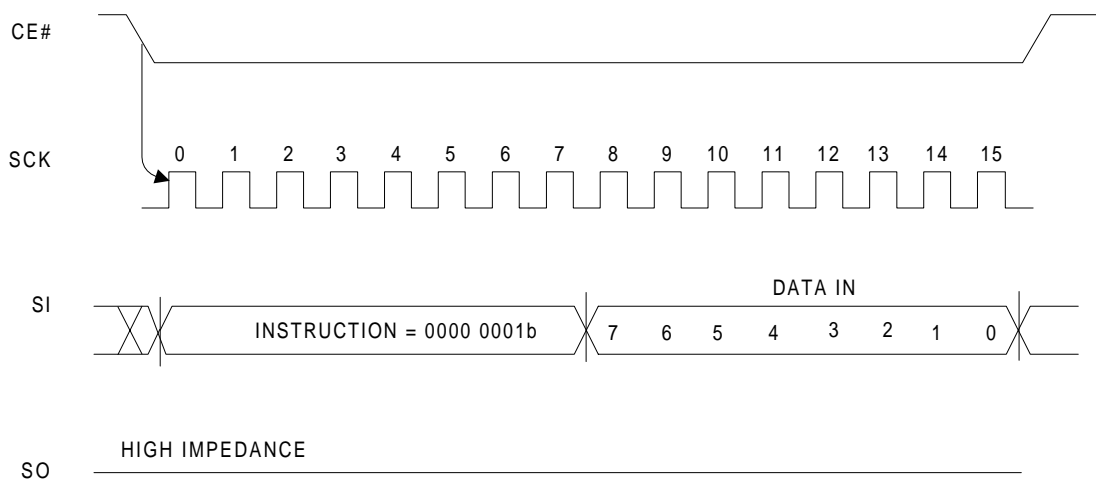 CE#
SCK
0 1 2 3 4 5 6 7 8 9 10 11 12 13 14 15
SI
DATA IN
INSTRUCTION = 0000 0001b
7 6 5 4 3 2 1 0
HIGH IMPEDANCE
SO